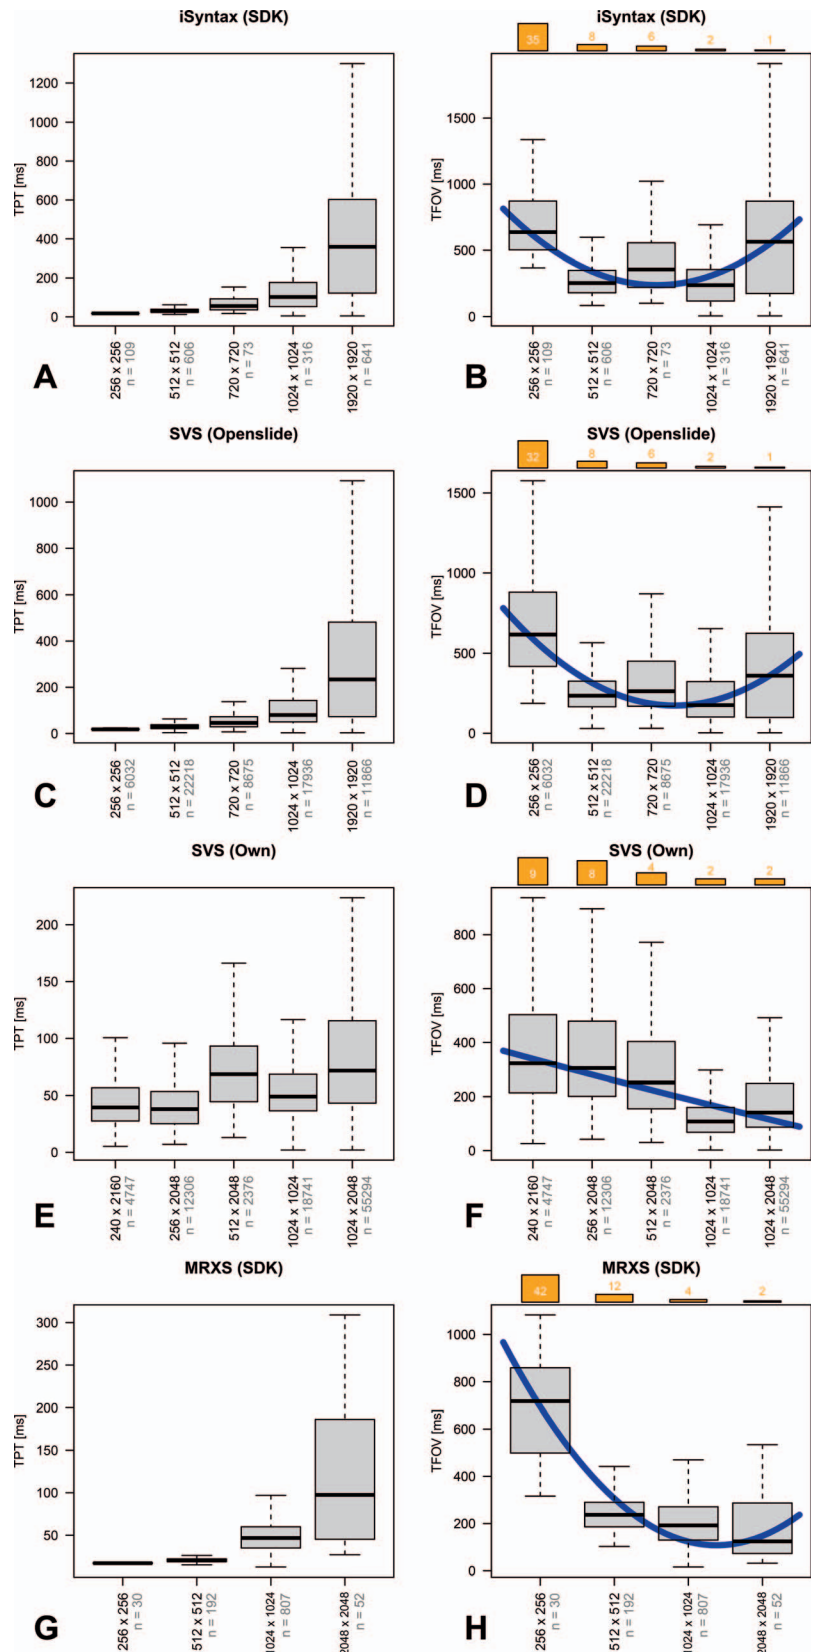 iSyntax (SDK)
TPT [ms]
1200
1000
800
600
400
200
0
256 x 256
n = 109
512 x 512
n = 606
720 x 720
n = 73
1024 x 1024
n = 316
1920 x 1920
n = 641
A
iSyntax (SDK)
35
8
6
2
1
TFOV [ms]
1500
1000
500
0
256 x 256
n = 109
512 x 512
n = 606
720 x 720
n = 73
1024 x 1024
n = 316
1920 x 1920
n = 641
B
SVS (Openslide)
TPT [ms]
1000
800
600
400
200
0
256 x 256
n = 6032
512 x 512
n = 22218
720 x 720
n = 8675
1024 x 1024
n = 17936
1920 x 1920
n = 11866
C
SVS (Openslide)
32
8
6
2
1
TFOV [ms]
1500
1000
500
0
256 x 256
n = 6032
512 x 512
n = 22218
720 x 720
n = 8675
1024 x 1024
n = 17936
1920 x 1920
n = 11866
D
SVS (Own)
TPT [ms]
200
150
100
50
0
240 x 2160
n = 4747
256 x 2048
n = 12306
512 x 2048
n = 2376
1024 x 1024
n = 18741
1024 x 2048
n = 55294
E
SVS (Own)
9
8
4
2
2
TFOV [ms]
800
600
400
200
0
240 x 2160
n = 4747
256 x 2048
n = 12306
512 x 2048
n = 2376
1024 x 1024
n = 18741
1024 x 2048
n = 55294
F
MRXS (SDK)
TPT [ms]
300
250
200
150
100
50
256 x 256
n = 30
512 x 512
n = 192
1024 x 1024
n = 807
2048 x 2048
n = 52
G
MRXS (SDK)
42
12
4
2
TFOV [ms]
1000
800
600
400
200
0
256 x 256
n = 30
512 x 512
n = 192
1024 x 1024
n = 807
2048 x 2048
n = 52
H